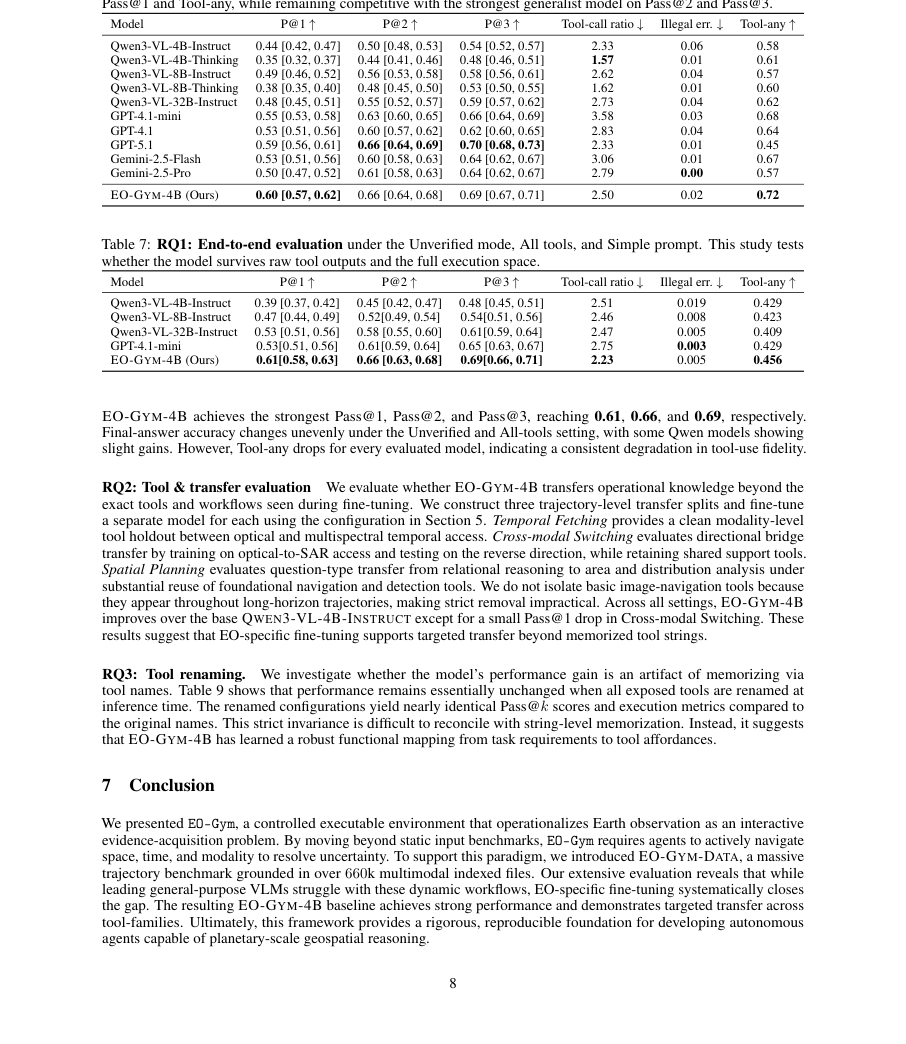 Pass@1 and Tool-any, while remaining competitive with the strongest generalist model on Pass@2 and Pass@3.
Model P@1 ↑ P@2 ↑ P@3 ↑ Tool-call ratio ↓ Illegal err. ↓ Tool-any ↑
Qwen3-VL-4B-Instruct 0.44 [0.42, 0.47] 0.50 [0.48, 0.53] 0.54 [0.52, 0.57] 2.33 0.06 0.58
Qwen3-VL-4B-Thinking 0.35 [0.32, 0.37] 0.44 [0.41, 0.46] 0.48 [0.46, 0.51] 1.57 0.01 0.61
Qwen3-VL-8B-Instruct 0.49 [0.46, 0.52] 0.56 [0.53, 0.58] 0.58 [0.56, 0.61] 2.62 0.04 0.57
Qwen3-VL-8B-Thinking 0.38 [0.35, 0.40] 0.48 [0.45, 0.50] 0.53 [0.50, 0.55] 1.62 0.01 0.60
Qwen3-VL-32B-Instruct 0.48 [0.45, 0.51] 0.55 [0.52, 0.57] 0.59 [0.57, 0.62] 2.73 0.04 0.62
GPT-4.1-mini 0.55 [0.53, 0.58] 0.63 [0.60, 0.65] 0.66 [0.64, 0.69] 3.58 0.03 0.68
GPT-4.1 0.53 [0.51, 0.56] 0.60 [0.57, 0.62] 0.62 [0.60, 0.65] 2.83 0.04 0.64
GPT-5.1 0.59 [0.56, 0.61] 0.66 [0.64, 0.69] 0.70 [0.68, 0.73] 2.33 0.01 0.45
Gemini-2.5-Flash 0.53 [0.51, 0.56] 0.60 [0.58, 0.63] 0.64 [0.62, 0.67] 3.06 0.01 0.67
Gemini-2.5-Pro 0.50 [0.47, 0.52] 0.61 [0.58, 0.63] 0.64 [0.62, 0.67] 2.79 0.00 0.57
EO-GYM-4B (Ours) 0.60 [0.57, 0.62] 0.66 [0.64, 0.68] 0.69 [0.67, 0.71] 2.50 0.02 0.72
Table 7: RQ1: End-to-end evaluation under the Unverified mode, All tools, and Simple prompt. This study tests
whether the model survives raw tool outputs and the full execution space.
Model P@1 ↑ P@2 ↑ P@3 ↑ Tool-call ratio ↓ Illegal err. ↓ Tool-any ↑
Qwen3-VL-4B-Instruct 0.39 [0.37, 0.42] 0.45 [0.42, 0.47] 0.48 [0.45, 0.51] 2.51 0.019 0.429
Qwen3-VL-8B-Instruct 0.47 [0.44, 0.49] 0.52[0.49, 0.54] 0.54[0.51, 0.56] 2.46 0.008 0.423
Qwen3-VL-32B-Instruct 0.53 [0.51, 0.56] 0.58 [0.55, 0.60] 0.61[0.59, 0.64] 2.47 0.005 0.409
GPT-4.1-mini 0.53[0.51, 0.56] 0.61[0.59, 0.64] 0.65 [0.63, 0.67] 2.75 0.003 0.429
EO-GYM-4B (Ours) 0.61[0.58, 0.63] 0.66 [0.63, 0.68] 0.69[0.66, 0.71] 2.23 0.005 0.456
EO-GYM-4B achieves the strongest Pass@1, Pass@2, and Pass@3, reaching 0.61, 0.66, and 0.69, respectively.
Final-answer accuracy changes unevenly under the Unverified and All-tools setting, with some Qwen models showing
slight gains. However, Tool-any drops for every evaluated model, indicating a consistent degradation in tool-use fidelity.
RQ2: Tool & transfer evaluation We evaluate whether EO-GYM-4B transfers operational knowledge beyond the
exact tools and workflows seen during fine-tuning. We construct three trajectory-level transfer splits and fine-tune
a separate model for each using the configuration in Section 5. Temporal Fetching provides a clean modality-level
tool holdout between optical and multispectral temporal access. Cross-modal Switching evaluates directional bridge
transfer by training on optical-to-SAR access and testing on the reverse direction, while retaining shared support tools.
Spatial Planning evaluates question-type transfer from relational reasoning to area and distribution analysis under
substantial reuse of foundational navigation and detection tools. We do not isolate basic image-navigation tools because
they appear throughout long-horizon trajectories, making strict removal impractical. Across all settings, EO-GYM-4B
improves over the base QWEN3-VL-4B-INSTRUCT except for a small Pass@1 drop in Cross-modal Switching. These
results suggest that EO-specific fine-tuning supports targeted transfer beyond memorized tool strings.
RQ3: Tool renaming. We investigate whether the model's performance gain is an artifact of memorizing via
tool names. Table 9 shows that performance remains essentially unchanged when all exposed tools are renamed at
inference time. The renamed configurations yield nearly identical Pass@k scores and execution metrics compared to
the original names. This strict invariance is difficult to reconcile with string-level memorization. Instead, it suggests
that EO-GYM-4B has learned a robust functional mapping from task requirements to tool affordances.
7 Conclusion
We presented EO-Gym, a controlled executable environment that operationalizes Earth observation as an interactive
evidence-acquisition problem. By moving beyond static input benchmarks, EO-Gym requires agents to actively navigate
space, time, and modality to resolve uncertainty. To support this paradigm, we introduced EO-GYM-DATA, a massive
trajectory benchmark grounded in over 660k multimodal indexed files. Our extensive evaluation reveals that while
leading general-purpose VLMs struggle with these dynamic workflows, EO-specific fine-tuning systematically closes
the gap. The resulting EO-GYM-4B baseline achieves strong performance and demonstrates targeted transfer across
tool-families. Ultimately, this framework provides a rigorous, reproducible foundation for developing autonomous
agents capable of planetary-scale geospatial reasoning.
8